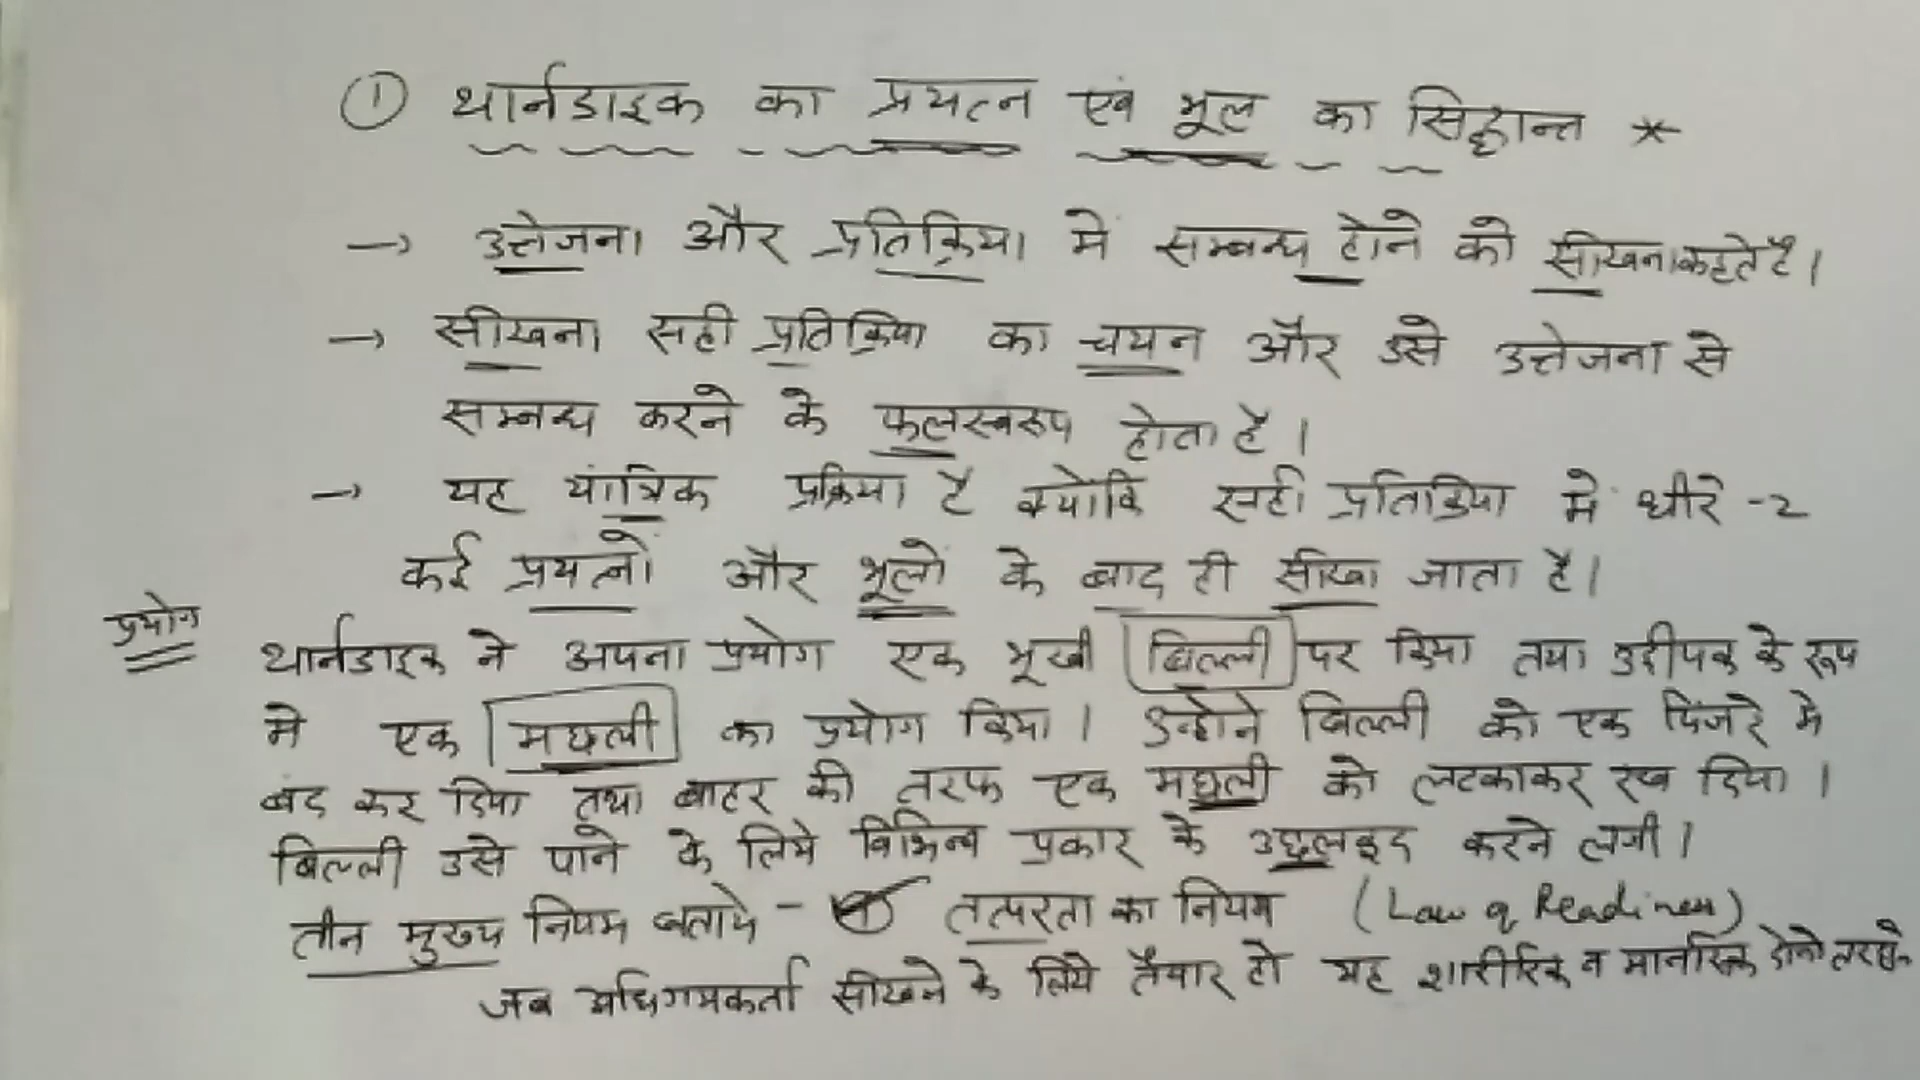 ① थार्नडाइक का प्रयत्न एवं भूल का सिद्धान्त *
→ उत्तेजना और प्रतिक्रिया में सम्बन्ध होने को सीखना कहते है।
→ सीखना सही प्रतिक्रिया का चयन और उसे उत्तेजना से
सम्बन्ध करने के फलस्वरूप होता है।
→ यह यांत्रिक प्रक्रिया है क्योकि सही प्रतिक्रिया में धीरे -2
कई प्रयत्नों और भूलो के बाद ही सीखा जाता है।
प्रयोग
थार्नडाइक ने अपना प्रयोग एक भूखी बिल्ली पर किया तथा उद्दीपक के रूप
मे एक मछली का प्रयोग किया। उन्होने बिल्ली को एक पिंजरे मे
बंद कर दिया तथा बाहर की तरफ एक मछली को लटकाकर रख दिया।
बिल्ली उसे पाने के लिये विभिन्न प्रकार के उछलकूद करने लगी।
तीन मुख्य नियम बताये - ① तत्परता का नियम (Law of Readiness)
जब अधिगमकर्ता सीखने के लिये तैयार हो यह शारीरिक व मानसिक दोनो तरह के